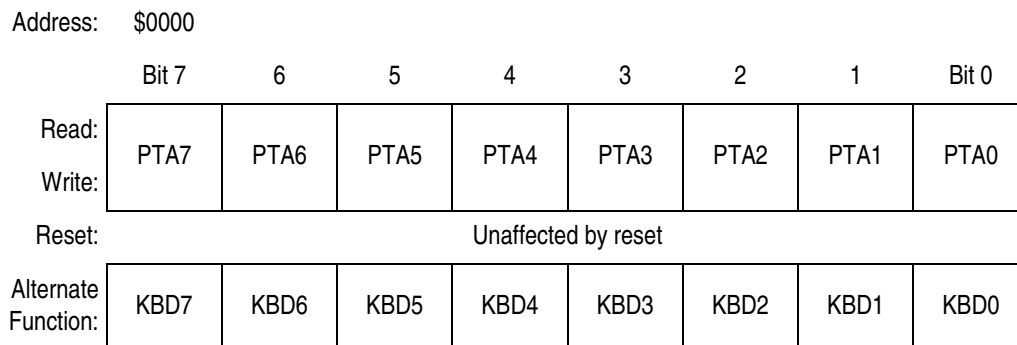 Address: $0000
Bit 7 6 5 4 3 2 1 Bit 0
Read:
PTA7 PTA6 PTA5 PTA4 PTA3 PTA2 PTA1 PTA0
Write:
Reset: Unaffected by reset
Alternate
Function: KBD7 KBD6 KBD5 KBD4 KBD3 KBD2 KBD1 KBD0